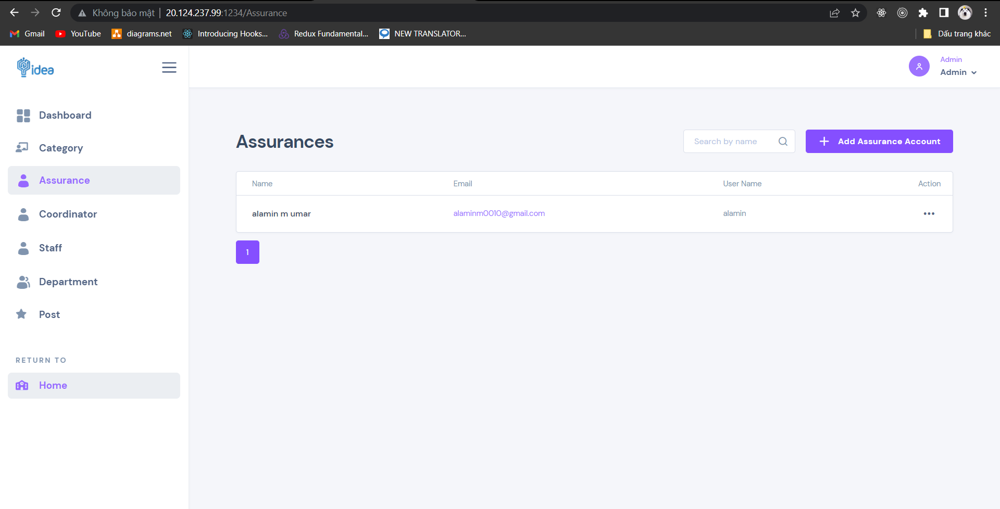 Không bảo mật 20.124.237.99:1234/Assurance
Gmail YouTube diagrams.net Introducing Hooks... Redux Fundamental... NEW TRANSLATOR... Dấu trang khác
idea
Admin
Admin
Dashboard
Category
Assurance
Coordinator
Staff
Department
Post
RETURN TO
Home
Assurances
Search by name
Add Assurance Account
Name Email User Name Action
alamin m umar alaminm0010@gmail.com alamin
1